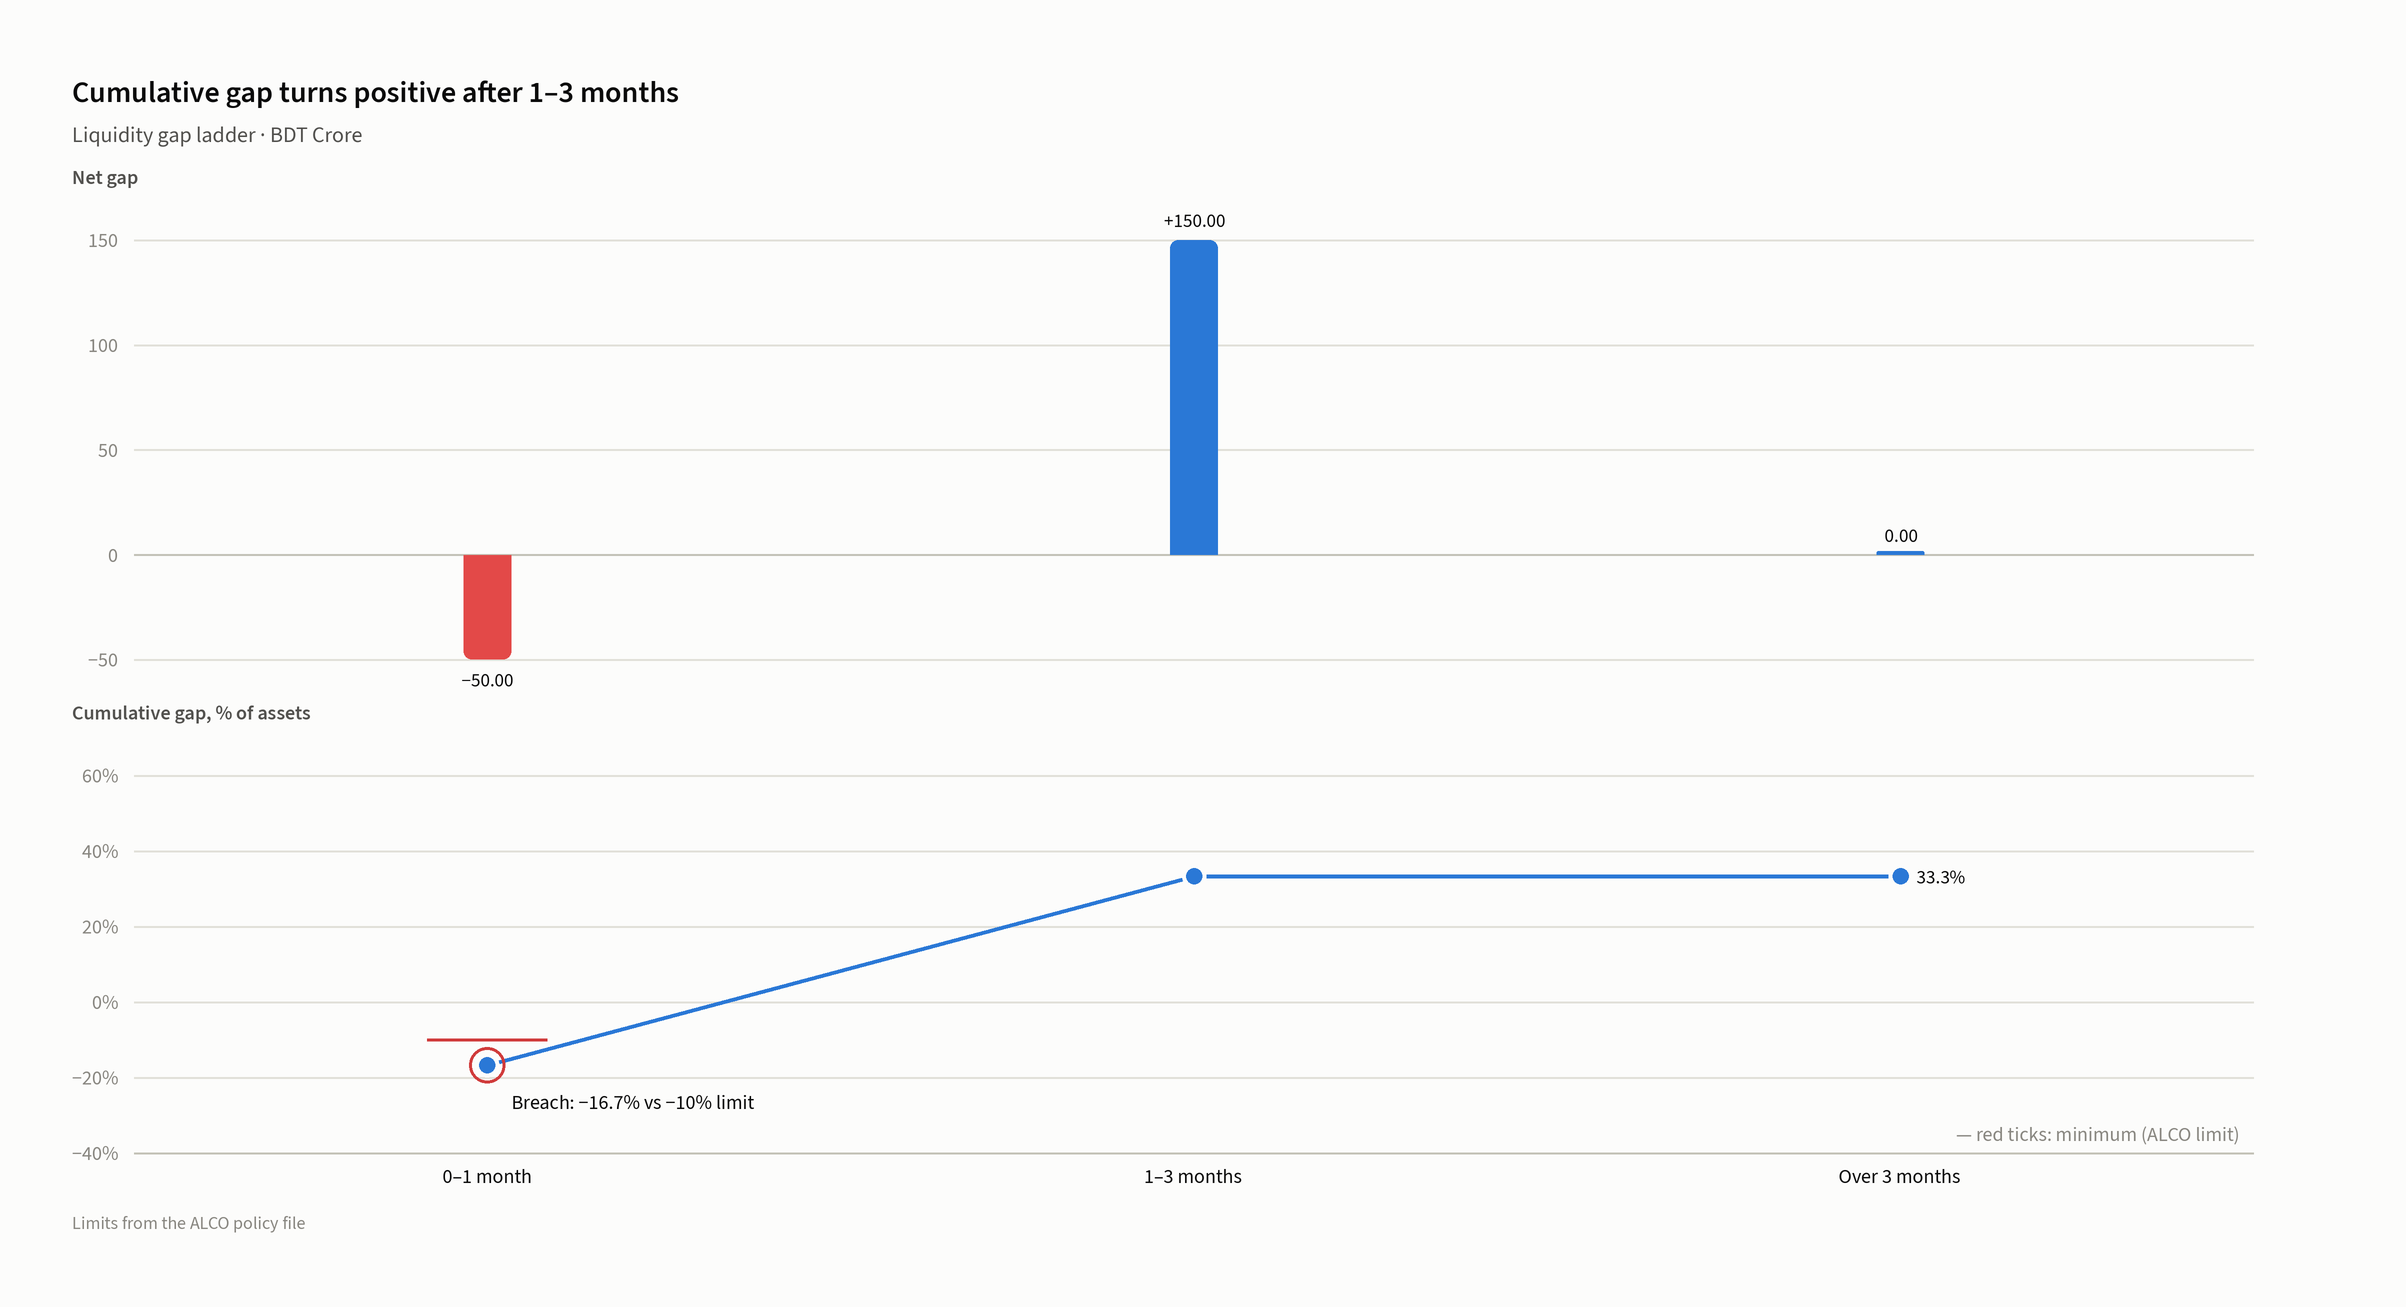 Cumulative gap turns positive after 1–3 months
Liquidity gap ladder · BDT Crore
Net gap
+150.00
150
100
50
0.00
0
−50
−50.00
Cumulative gap, % of assets
60%
40%
33.3%
20%
0%
−20%
Breach: −16.7% vs −10% limit
— red ticks: minimum (ALCO limit)
−40%
0–1 month 1–3 months Over 3 months
Limits from the ALCO policy file